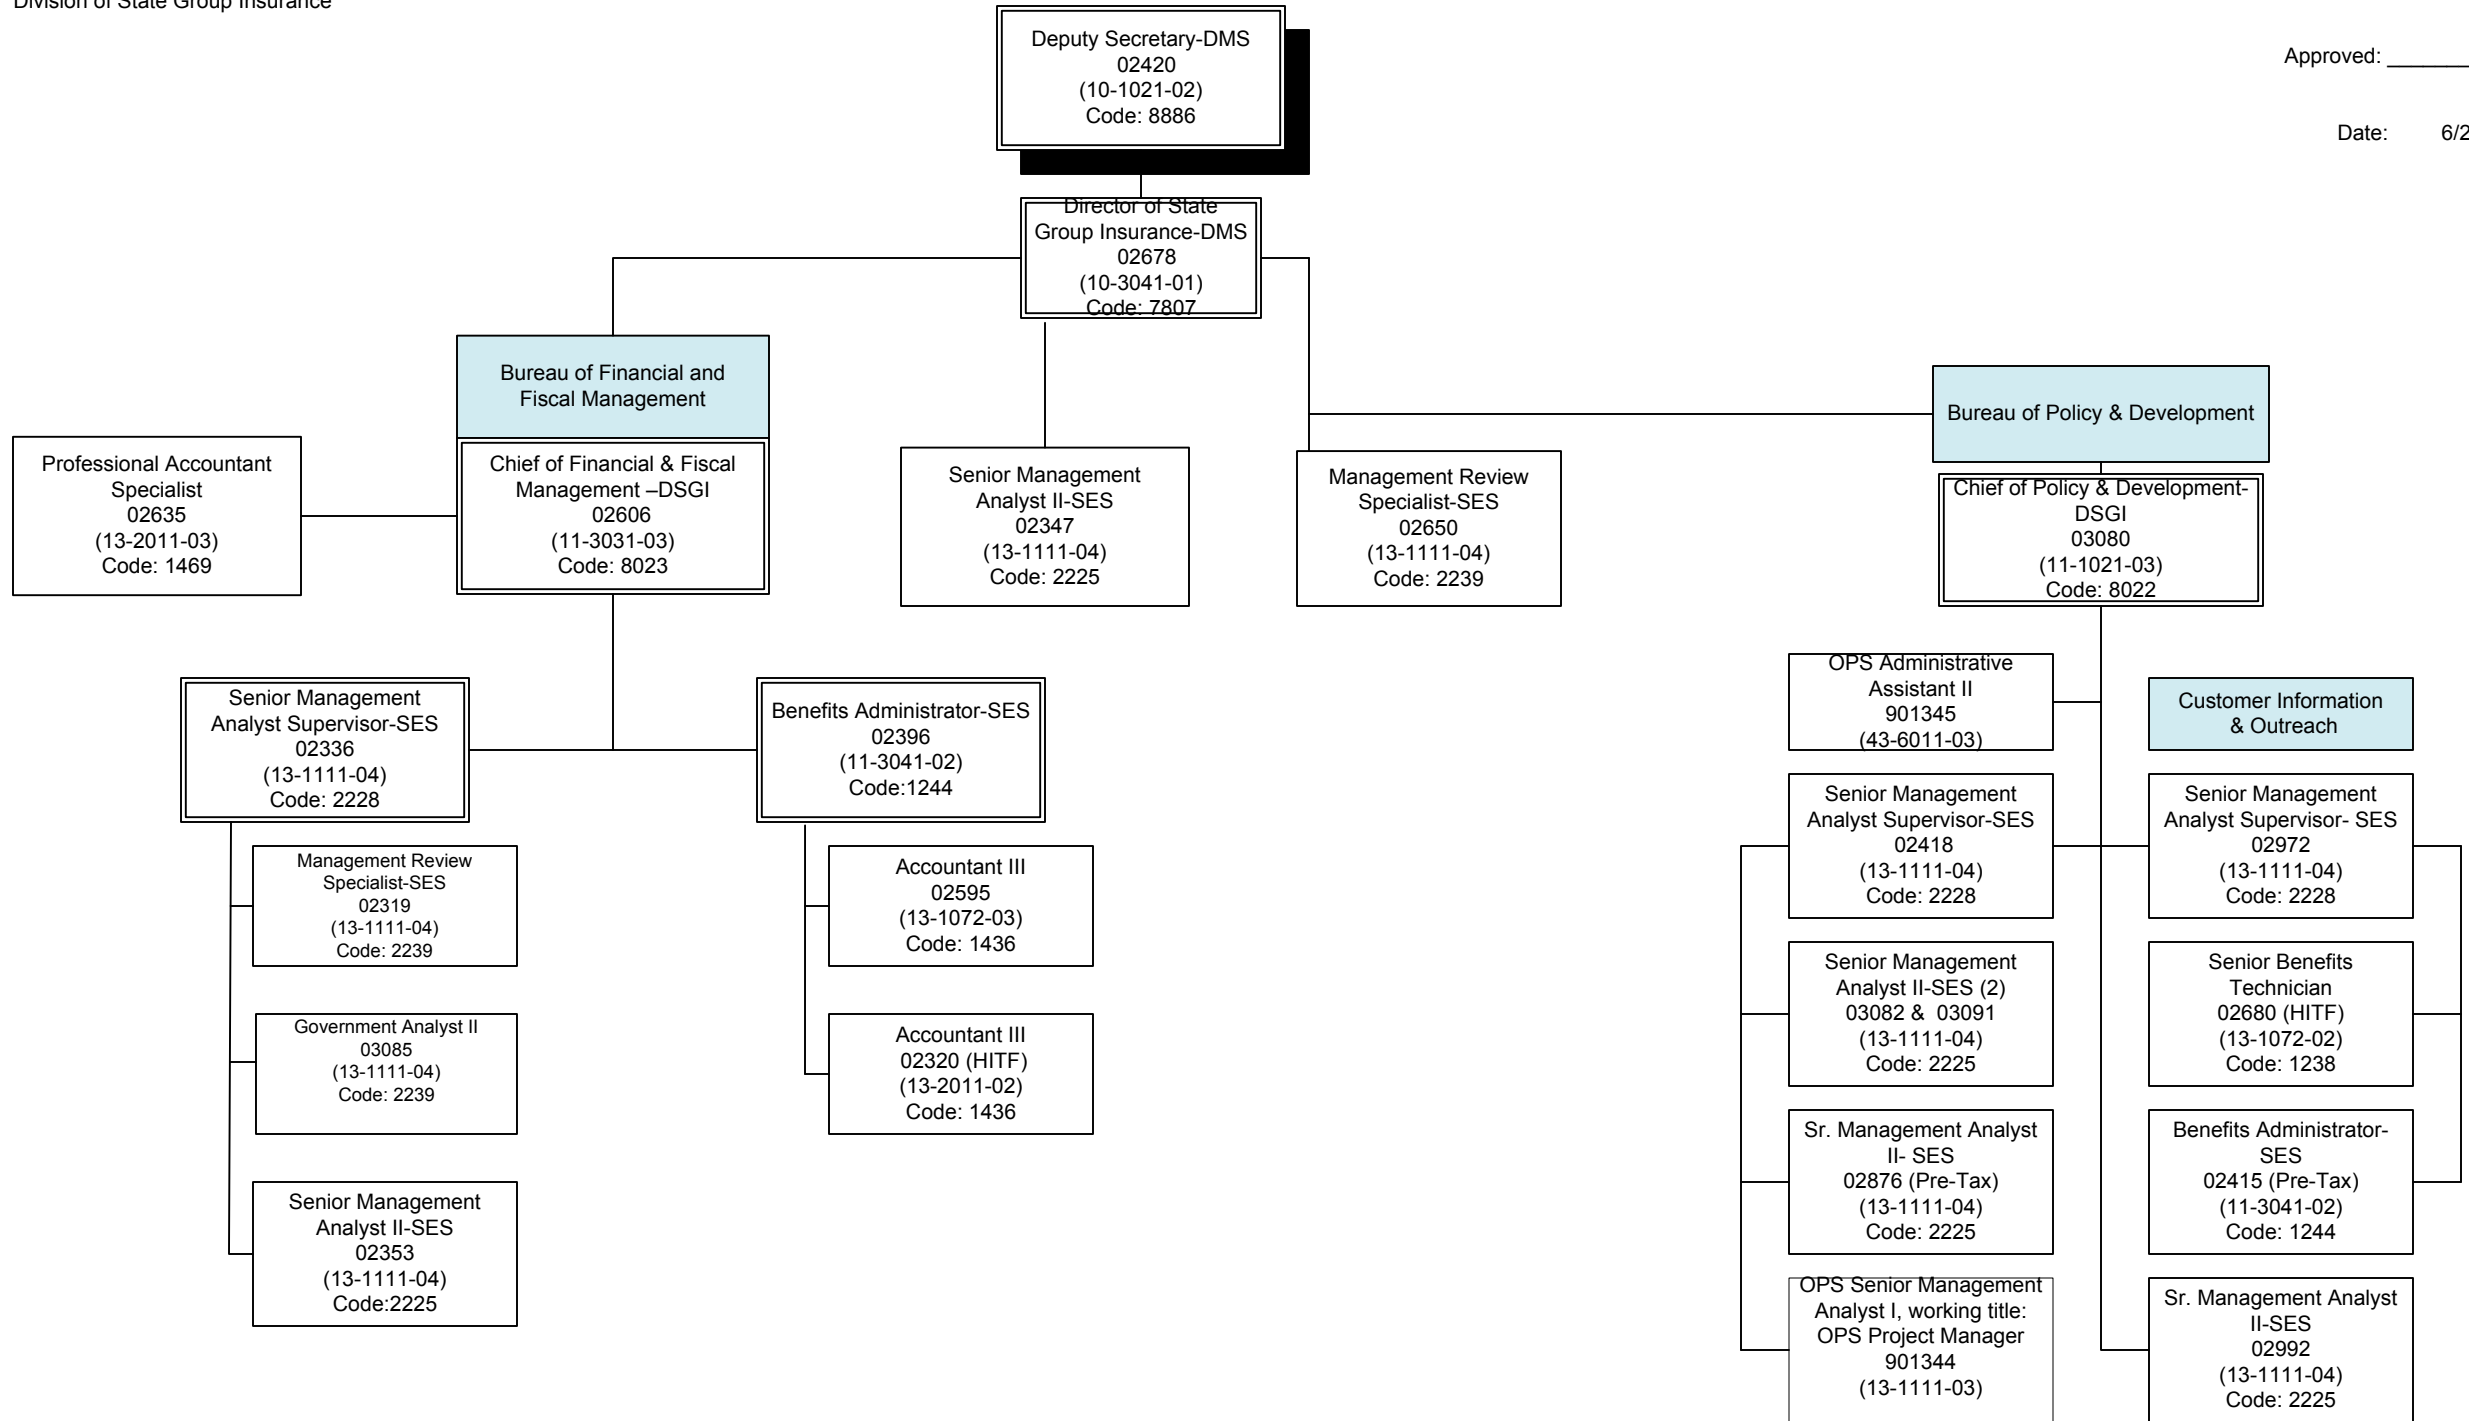 Division of State Group Insurance
Deputy Secretary-DMS
02420
(10-1021-02)
Code: 8886
Approved: _______
Date: 6/2
Director of State
Group Insurance-DMS
02678
(10-3041-01)
Code: 7807
Bureau of Financial and
Fiscal Management
Bureau of Policy & Development
Professional Accountant
Specialist
02635
(13-2011-03)
Code: 1469
Chief of Financial & Fiscal
Management –DSGI
02606
(11-3031-03)
Code: 8023
Senior Management
Analyst II-SES
02347
(13-1111-04)
Code: 2225
Management Review
Specialist-SES
02650
(13-1111-04)
Code: 2239
Chief of Policy & Development-
DSGI
03080
(11-1021-03)
Code: 8022
Senior Management
Analyst Supervisor-SES
02336
(13-1111-04)
Code: 2228
Benefits Administrator-SES
02396
(11-3041-02)
Code:1244
OPS Administrative
Assistant II
901345
(43-6011-03)
Customer Information
& Outreach
Management Review
Specialist-SES
02319
(13-1111-04)
Code: 2239
Accountant III
02595
(13-1072-03)
Code: 1436
Senior Management
Analyst Supervisor-SES
02418
(13-1111-04)
Code: 2228
Senior Management
Analyst Supervisor- SES
02972
(13-1111-04)
Code: 2228
Government Analyst II
03085
(13-1111-04)
Code: 2239
Accountant III
02320 (HITF)
(13-2011-02)
Code: 1436
Senior Management
Analyst II-SES (2)
03082 & 03091
(13-1111-04)
Code: 2225
Senior Benefits
Technician
02680 (HITF)
(13-1072-02)
Code: 1238
Senior Management
Analyst II-SES
02353
(13-1111-04)
Code:2225
Sr. Management Analyst
II- SES
02876 (Pre-Tax)
(13-1111-04)
Code: 2225
Benefits Administrator-
SES
02415 (Pre-Tax)
(11-3041-02)
Code: 1244
OPS Senior Management
Analyst I, working title:
OPS Project Manager
901344
(13-1111-03)
Sr. Management Analyst
II-SES
02992
(13-1111-04)
Code: 2225